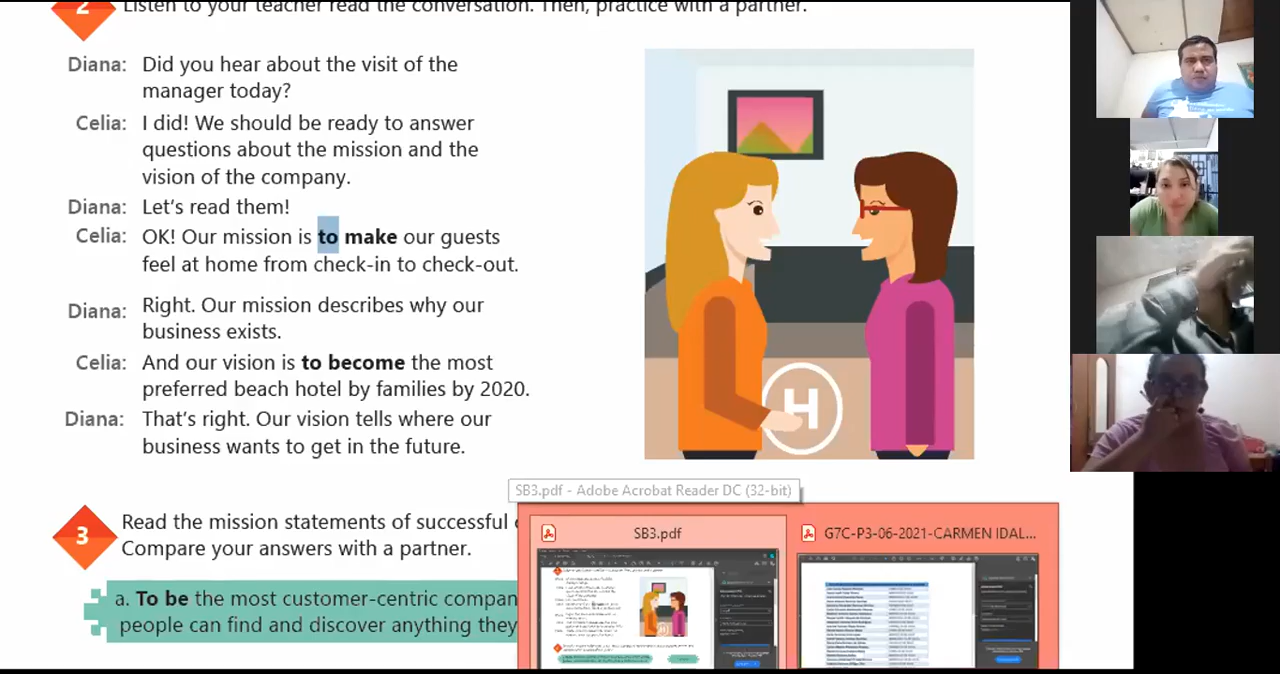 2 Listen to your teacher read the conversation. Then, practice with a partner.
Diana: Did you hear about the visit of the
manager today?
Celia: I did! We should be ready to answer
questions about the mission and the
vision of the company.
Diana: Let's read them!
Celia: OK! Our mission is to make our guests
feel at home from check-in to check-out.
Diana: Right. Our mission describes why our
business exists.
Celia: And our vision is to become the most
preferred beach hotel by families by 2020.
Diana: That's right. Our vision tells where our
business wants to get in the future.
H
SB3.pdf - Adobe Acrobat Reader DC (32-bit)
3 Read the mission statements of successful
Compare your answers with a partner.
SB3.pdf
G7C-P3-06-2021-CARMEN IDAL...
a. To be the most customer-centric compan
find and discover anything they